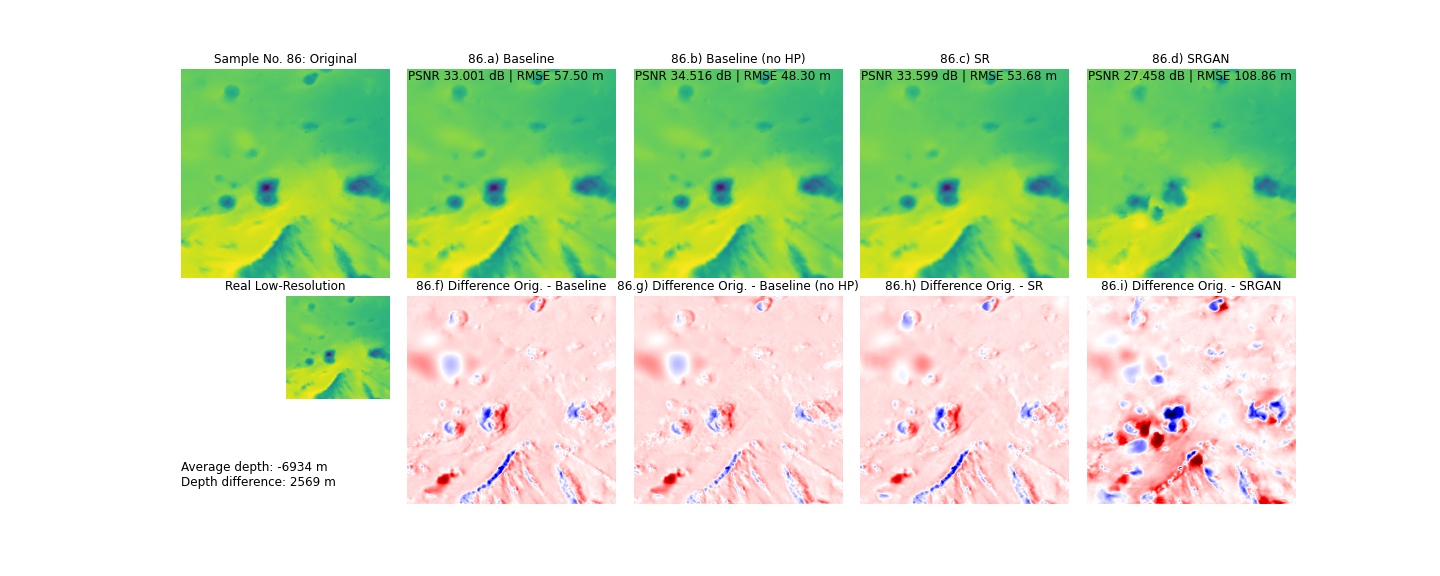 Sample No. 86: Original
86.a) Baseline
86.b) Baseline (no HP)
86.c) SR
86.d) SRGAN
PSNR 33.001 dB | RMSE 57.50 m
PSNR 34.516 dB | RMSE 48.30 m
PSNR 33.599 dB | RMSE 53.68 m
PSNR 27.458 dB | RMSE 108.86 m
Real Low-Resolution
86.f) Difference Orig. - Baseline
86.g) Difference Orig. - Baseline (no HP)
86.h) Difference Orig. - SR
86.i) Difference Orig. - SRGAN
Average depth: -6934 m
Depth difference: 2569 m